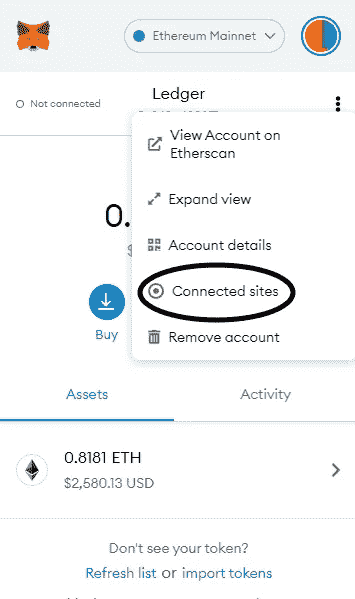 Ethereum Mainnet
Not connected
Ledger
View Account on
Etherscan
Expand view
0.
$
Account details
Connected sites
Buy
Remove account
Assets
Activity
0.8181 ETH
$2,580.13 USD
Don't see your token?
Refresh list or import tokens